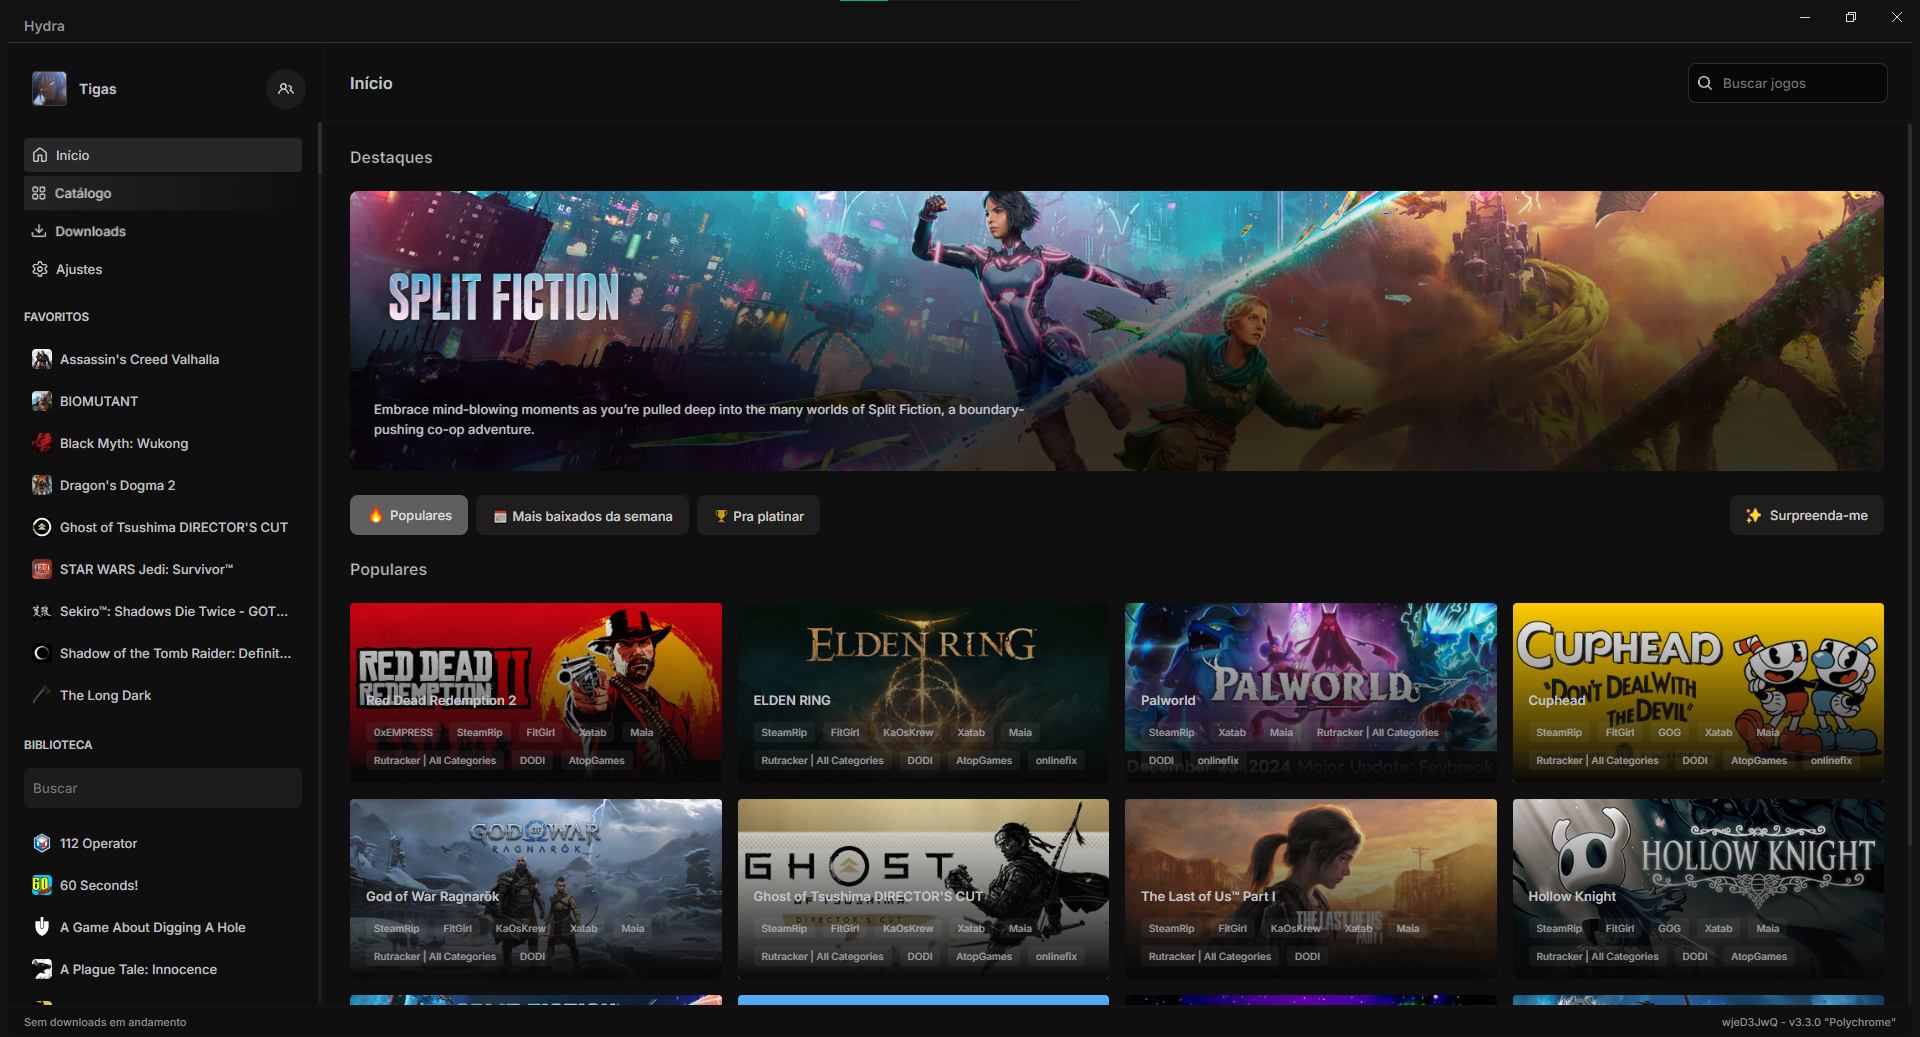 Hydra
Tigas
Início
Catálogo
Downloads
Ajustes
FAVORITOS
Assassin's Creed Valhalla
BIOMUTANT
Black Myth: Wukong
Dragon's Dogma 2
Ghost of Tsushima DIRECTOR'S CUT
STAR WARS Jedi: Survivor™
Sekiro™: Shadows Die Twice - GOT...
Shadow of the Tomb Raider: Definit...
The Long Dark
BIBLIOTECA
Buscar
112 Operator
60 Seconds!
A Game About Digging A Hole
A Plague Tale: Innocence
Início
Buscar jogos
Destaques
SPLIT FICTION
Embrace mind-blowing moments as you're pulled deep into the many worlds of Split Fiction, a boundary-
pushing co-op adventure.
Populares
Mais baixados da semana
Pra platinar
Surpreenda-me
Populares
RED DEAD II
REDEMPTION
Red Dead Redemption 2
0xEMPRESS SteamRip FitGirl Xatab Maia
Rutracker | All Categories DODI AtopGames
ELDEN RING
ELDEN RING
SteamRip FitGirl KaOsKrew Xatab Maia
Rutracker | All Categories DODI AtopGames onlinefix
PALWORLD
Palworld
SteamRip Xatab Maia Rutracker | All Categories
DODI onlinefix
December 23, 2024 Major Update: Feybreak
CUPHEAD
"DON'T DEAL WITH
THE DEVIL"
Cuphead
SteamRip FitGirl GOG Xatab Maia
Rutracker | All Categories DODI AtopGames onlinefix
GOD OF WAR
RAGNARÖK
God of War Ragnarök
SteamRip FitGirl KaOsKrew Xatab Maia
Rutracker | All Categories DODI
GHOST
OF TSUSHIMA
DIRECTOR'S CUT
Ghost of Tsushima DIRECTOR'S CUT
SteamRip FitGirl KaOsKrew Xatab Maia
Rutracker | All Categories DODI AtopGames onlinefix
THE LAST OF US
PART I
The Last of Us™ Part I
SteamRip FitGirl KaOsKrew Xatab Maia
Rutracker | All Categories DODI
HOLLOW KNIGHT
Hollow Knight
SteamRip FitGirl GOG Xatab Maia
Rutracker | All Categories DODI AtopGames
SPLIT FICTION
Sem downloads em andamento
wjeD3JwQ - v3.3.0 "Polychrome"